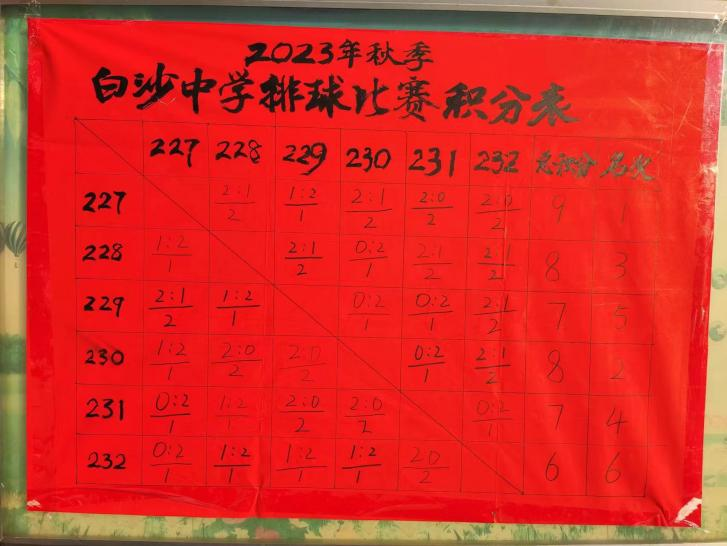 2023年秋季
白沙中学排球比赛积分表
227 228 229 230 231 232 总积分 名次
227 2:1/2 1:2/1 2:1/2 2:0/2 2:0/2 9 1
228 1:2/1 2:1/2 0:2/1 2:1/2 2:1/2 8 3
229 2:1/2 1:2/1 0:2/1 0:2/1 2:1/2 7 5
230 1:2/1 2:0/2 2:0/2 0:2/1 2:1/2 8 2
231 0:2/1 1:2/1 2:0/2 2:0/2 0:2/1 7 4
232 0:2/1 1:2/1 1:2/1 1:2/1 2:0/2 6 6